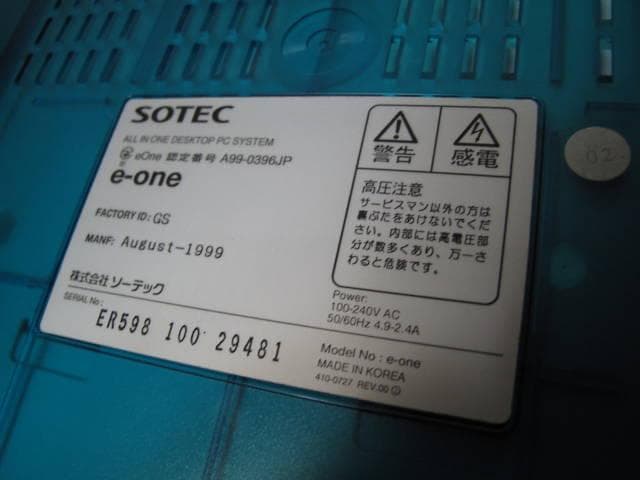 SOTEC
ALL IN ONE DESKTOP PC SYSTEM
eOne 認定番号 A99-0396JP
e-one
FACTORY ID: GS
MANF: August-1999
株式会社 ソーテック
SERIAL No:
ER598 100 29481
警告
感電
高圧注意
サービスマン以外の方は
裏ぶたをあけないでくださ
い。内部には高電圧部
分が数多くあり、万一さ
わると危険です。
Power:
100-240V AC
50/60Hz 4.9-2.4A
Model No : e-one
MADE IN KOREA
410-0727 REV.00
02